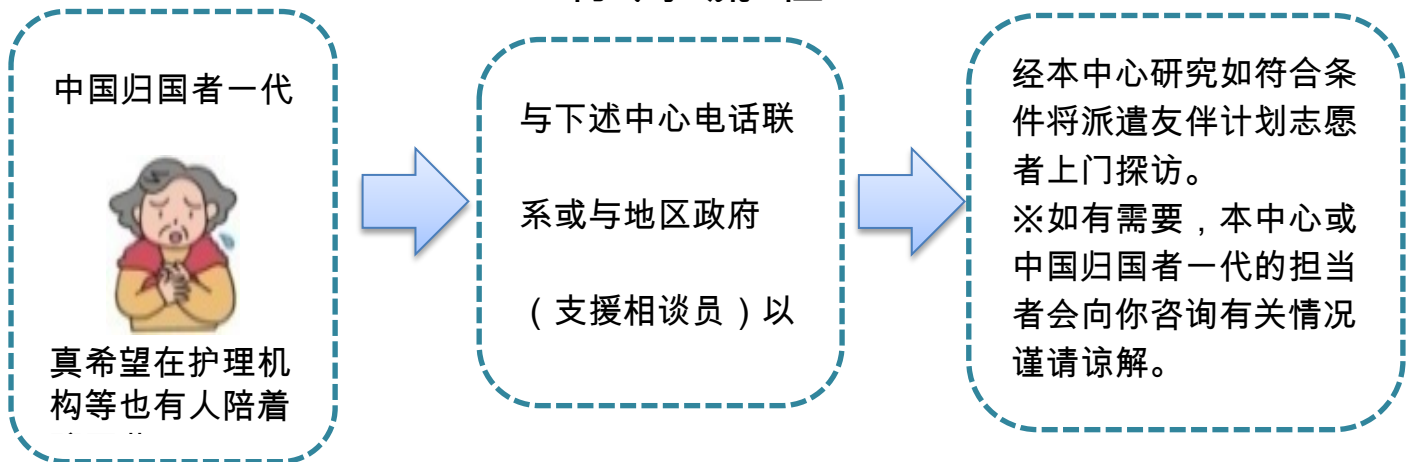 中国归国者一代
真希望在护理机
构等也有人陪着
与下述中心电话联
系或与地区政府
（支援相谈员）以
经本中心研究如符合条
件将派遣友伴计划志愿
者上门探访。
※如有需要，本中心或
中国归国者一代的担当
者会向你咨询有关情况
谨请谅解。